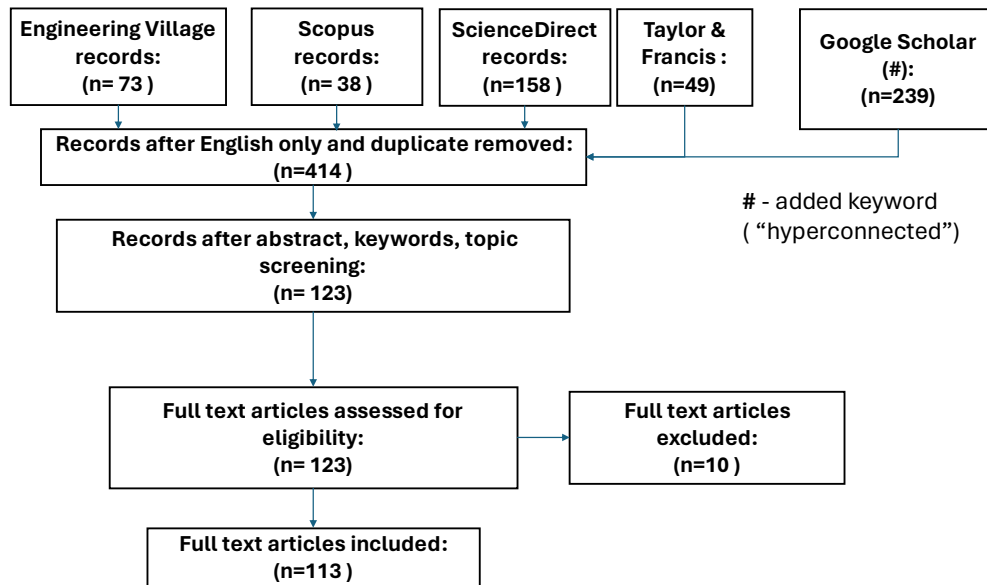 Engineering Village
records:
(n= 73 )
Scopus
records:
(n= 38 )
ScienceDirect
records:
(n=158 )
Taylor &
Francis :
(n=49)
Google Scholar
(#):
(n=239)
Records after English only and duplicate removed:
(n=414 )
# - added keyword
( “hyperconnected”)
Records after abstract, keywords, topic
screening:
(n= 123)
Full text articles assessed for
eligibility:
(n= 123)
Full text articles
excluded:
(n=10 )
Full text articles included:
(n=113 )